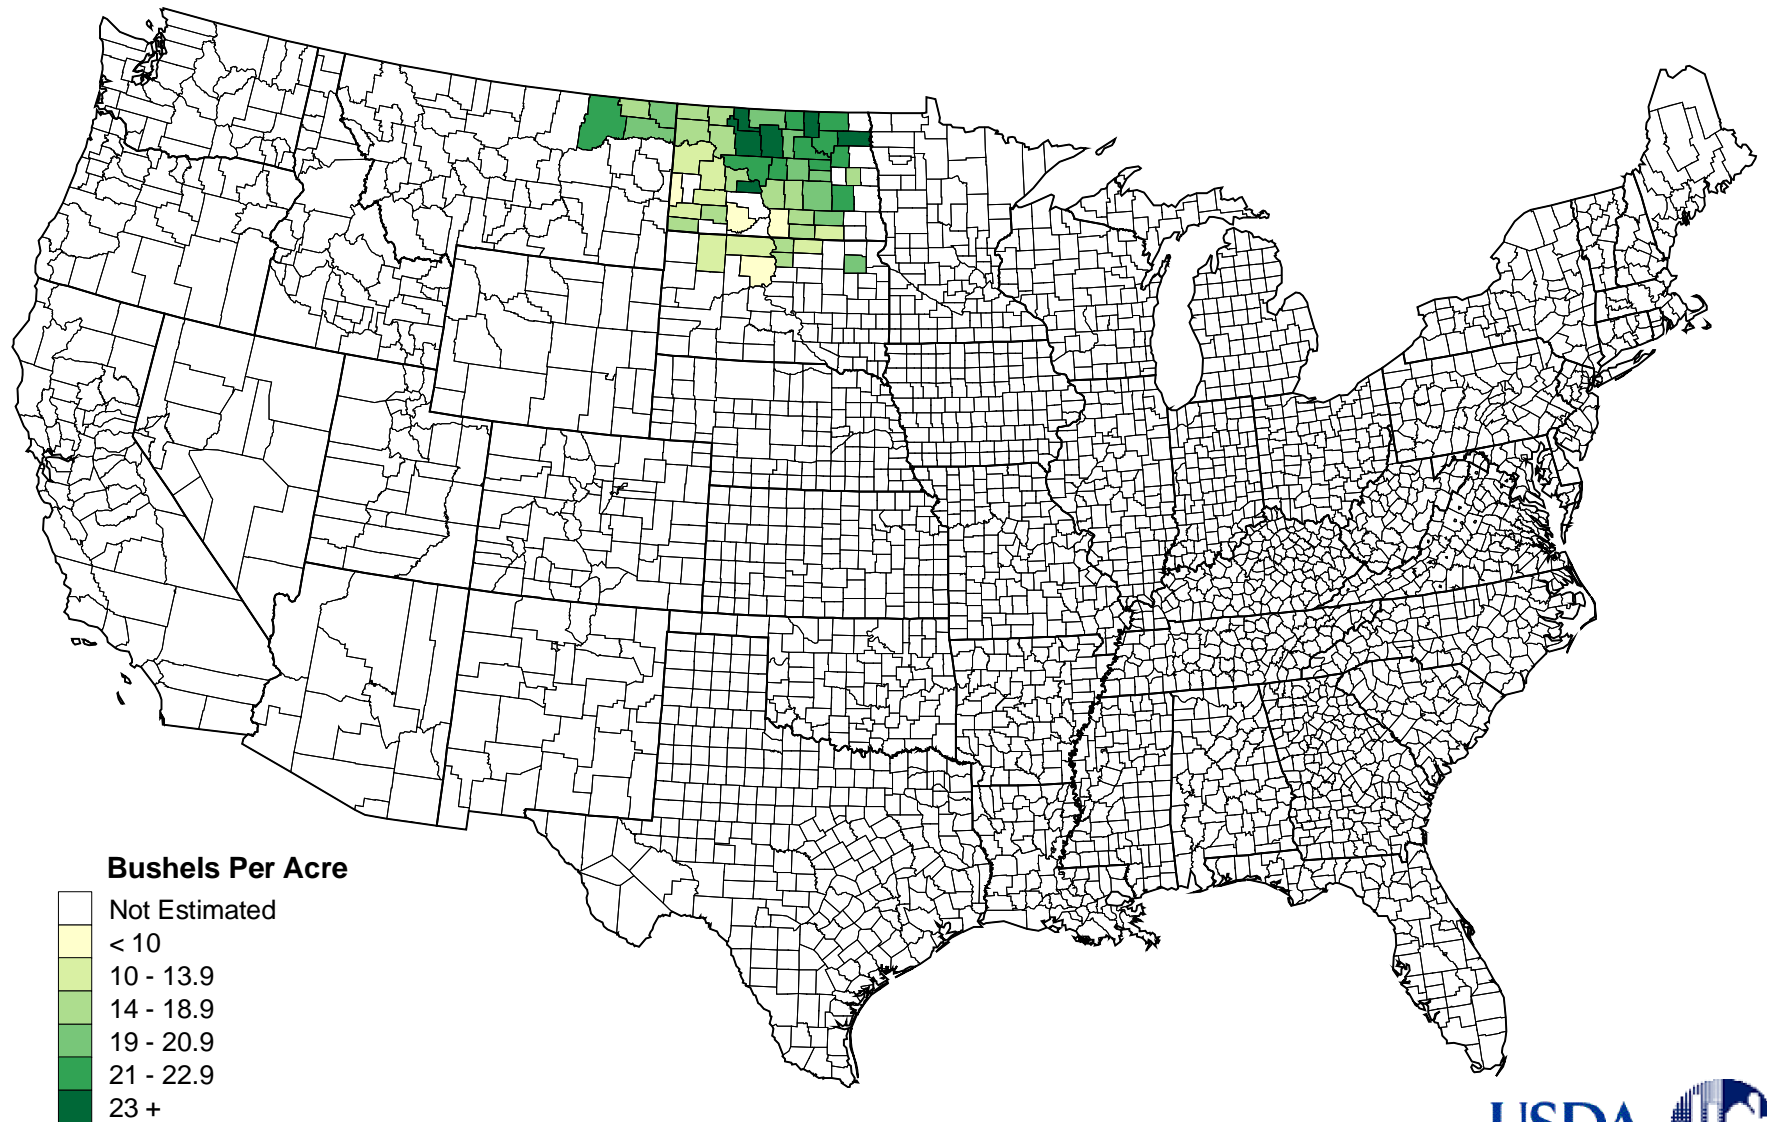 Bushels Per Acre
Not Estimated
< 10
10 - 13.9
14 - 18.9
19 - 20.9
21 - 22.9
23 +
USDA